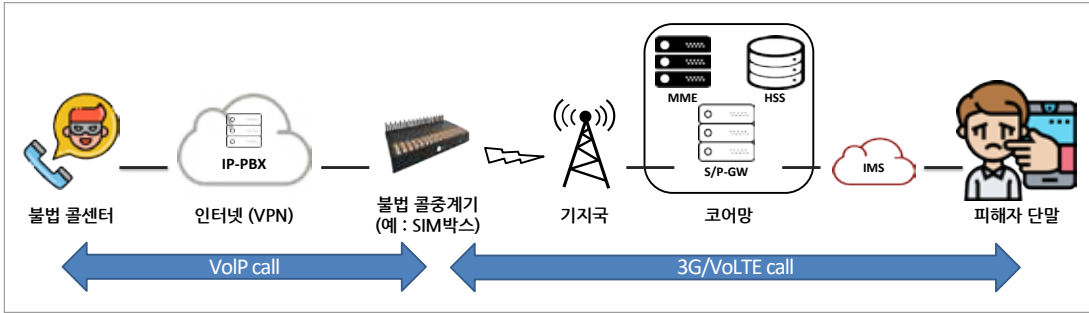 MME
HSS
IP-PBX
S/P-GW
IMS
불법 콜센터
인터넷 (VPN)
불법 콜중계기
(예 : SIM박스)
기지국
코어망
피해자 단말
VoIP call
3G/VoLTE call